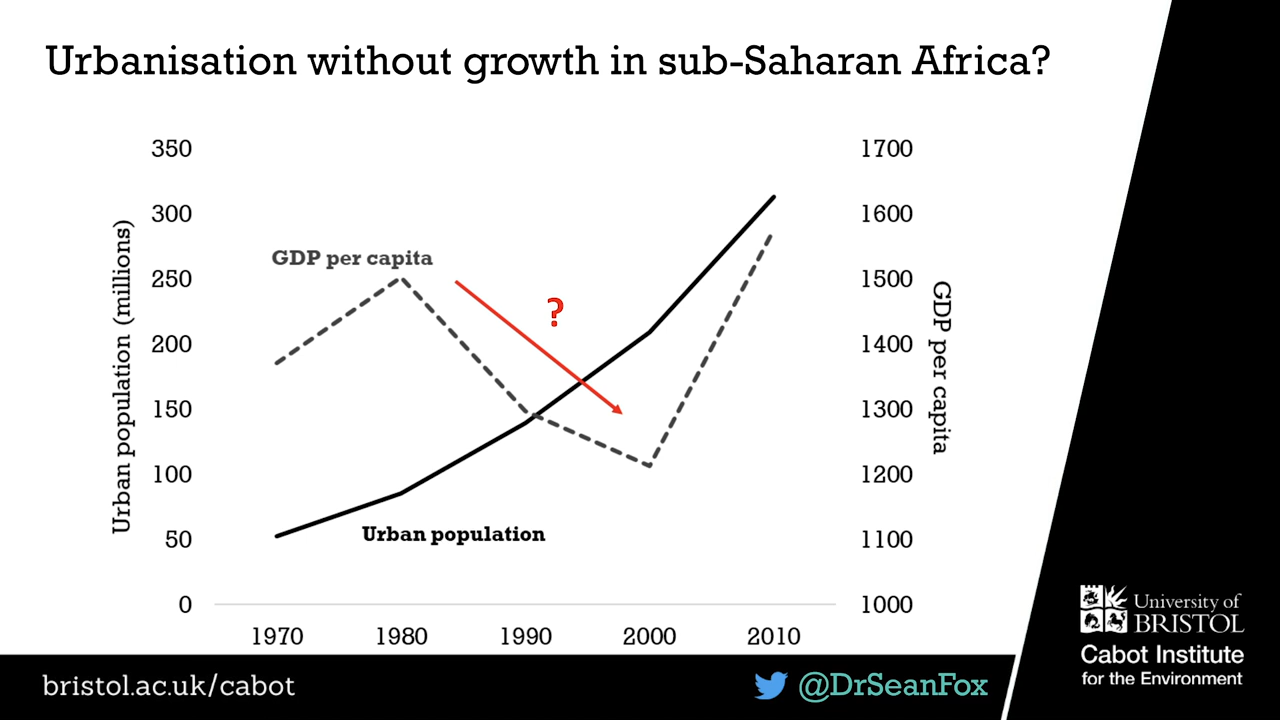 Urbanisation without growth in sub-Saharan Africa?
350
300
250
200
150
100
50
0
Urban population (millions)
GDP per capita
?
Urban population
1970 1980 1990 2000 2010
1700
1600
1500
1400
1300
1200
1100
1000
GDP per capita
University of
BRISTOL
Cabot Institute
for the Environment
bristol.ac.uk/cabot
@DrSeanFox